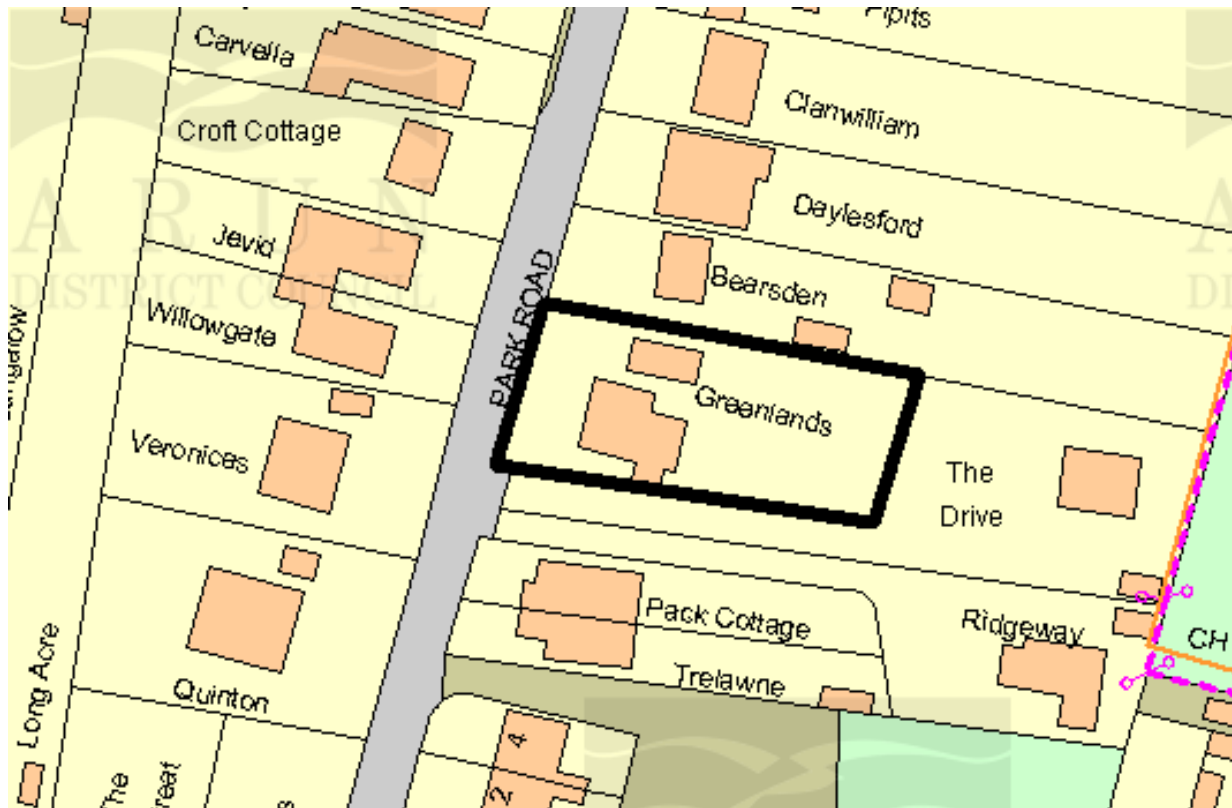 Pipits
Carvella
Clanwilliam
Croft Cottage
Daylesford
ARUN
DISTRICT COUNCIL
Jevid
PARK ROAD
Bearsden
Willowgate
Greenlands
Veronices
The
Drive
Pack Cottage
Ridgeway
CH
Trelawne
Quinton
Long Acre
4
2
The